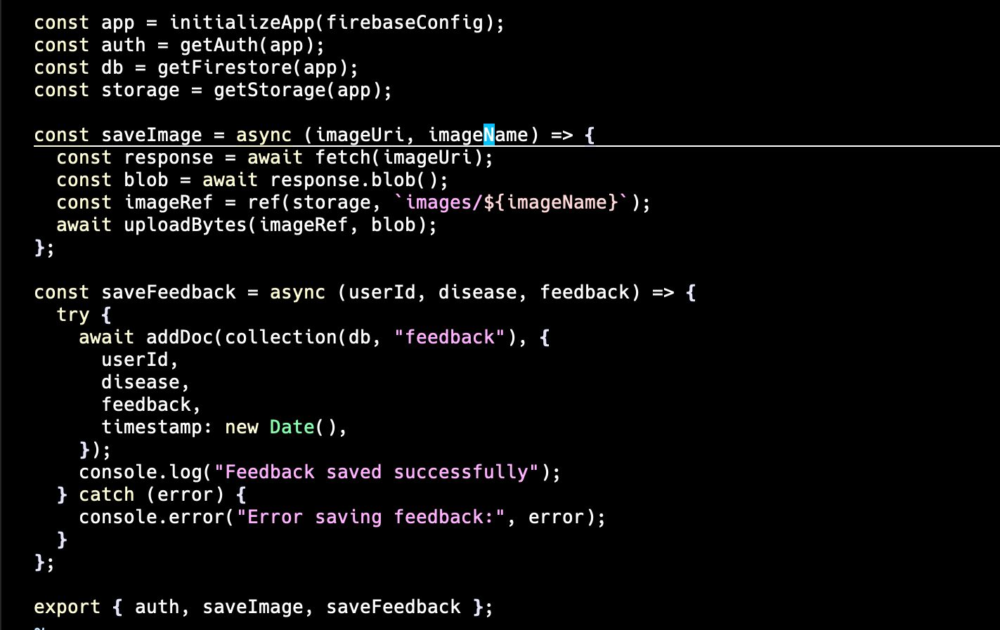 const app = initializeApp(firebaseConfig);
const auth = getAuth(app);
const db = getFirestore(app);
const storage = getStorage(app);

const saveImage = async (imageUri, imageName) => {
  const response = await fetch(imageUri);
  const blob = await response.blob();
  const imageRef = ref(storage, `images/${imageName}`);
  await uploadBytes(imageRef, blob);
};

const saveFeedback = async (userId, disease, feedback) => {
  try {
    await addDoc(collection(db, "feedback"), {
      userId,
      disease,
      feedback,
      timestamp: new Date(),
    });
    console.log("Feedback saved successfully");
  } catch (error) {
    console.error("Error saving feedback:", error);
  }
};

export { auth, saveImage, saveFeedback };